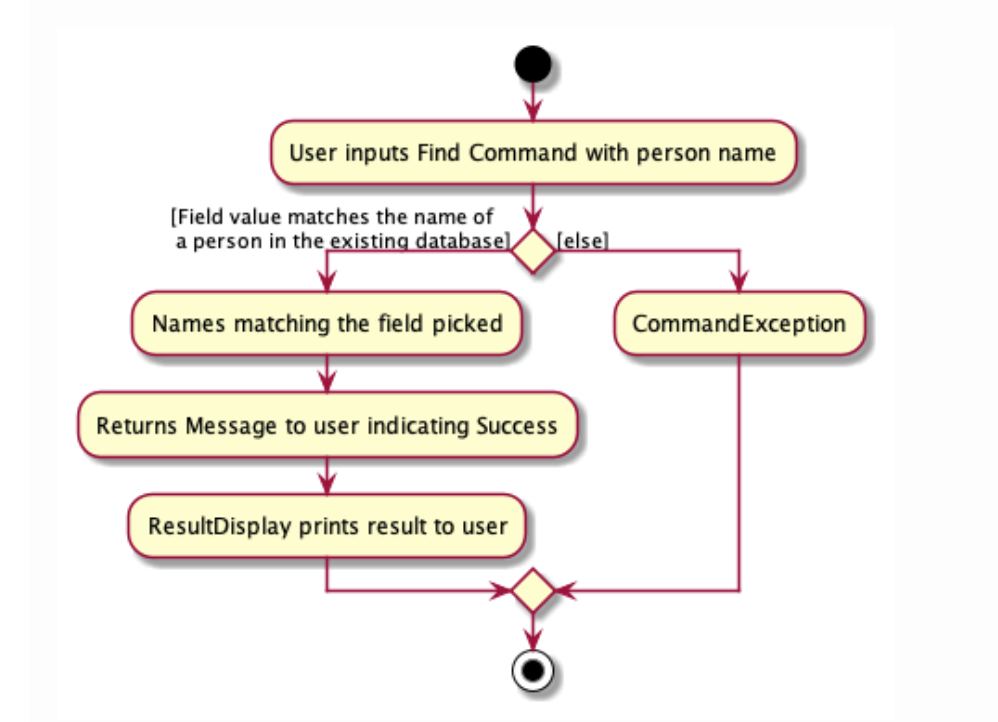 User inputs Find Command with person name
[Field value matches the name of
a person in the existing database]
[else]
Names matching the field picked
CommandException
Returns Message to user indicating Success
ResultDisplay prints result to user